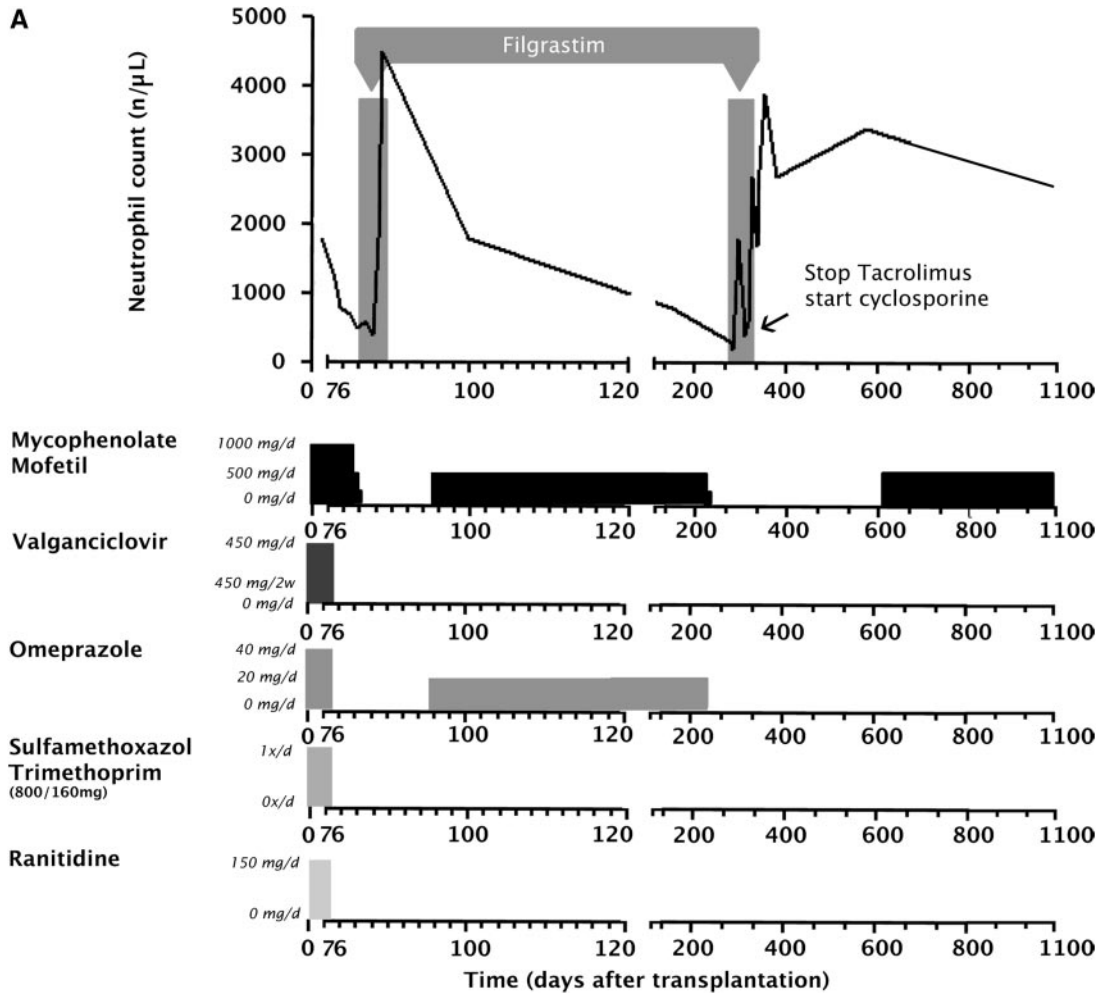 A
5000
4000
3000
2000
1000
0
Neutrophil count (n/µL)
Filgrastim
Stop Tacrolimus
start cyclosporine
0 76 100 120 200 400 600 800 1100
Mycophenolate
Mofetil
1000 mg/d
500 mg/d
0 mg/d
0 76 100 120 200 400 600 800 1100
Valganciclovir
450 mg/d
450 mg/2w
0 mg/d
0 76 100 120 200 400 600 800 1100
Omeprazole
40 mg/d
20 mg/d
0 mg/d
0 76 100 120 200 400 600 800 1100
Sulfamethoxazol
Trimethoprim
(800/160mg)
1x/d
0x/d
0 76 100 120 200 400 600 800 1100
Ranitidine
150 mg/d
0 mg/d
0 76 100 120 200 400 600 800 1100
Time (days after transplantation)